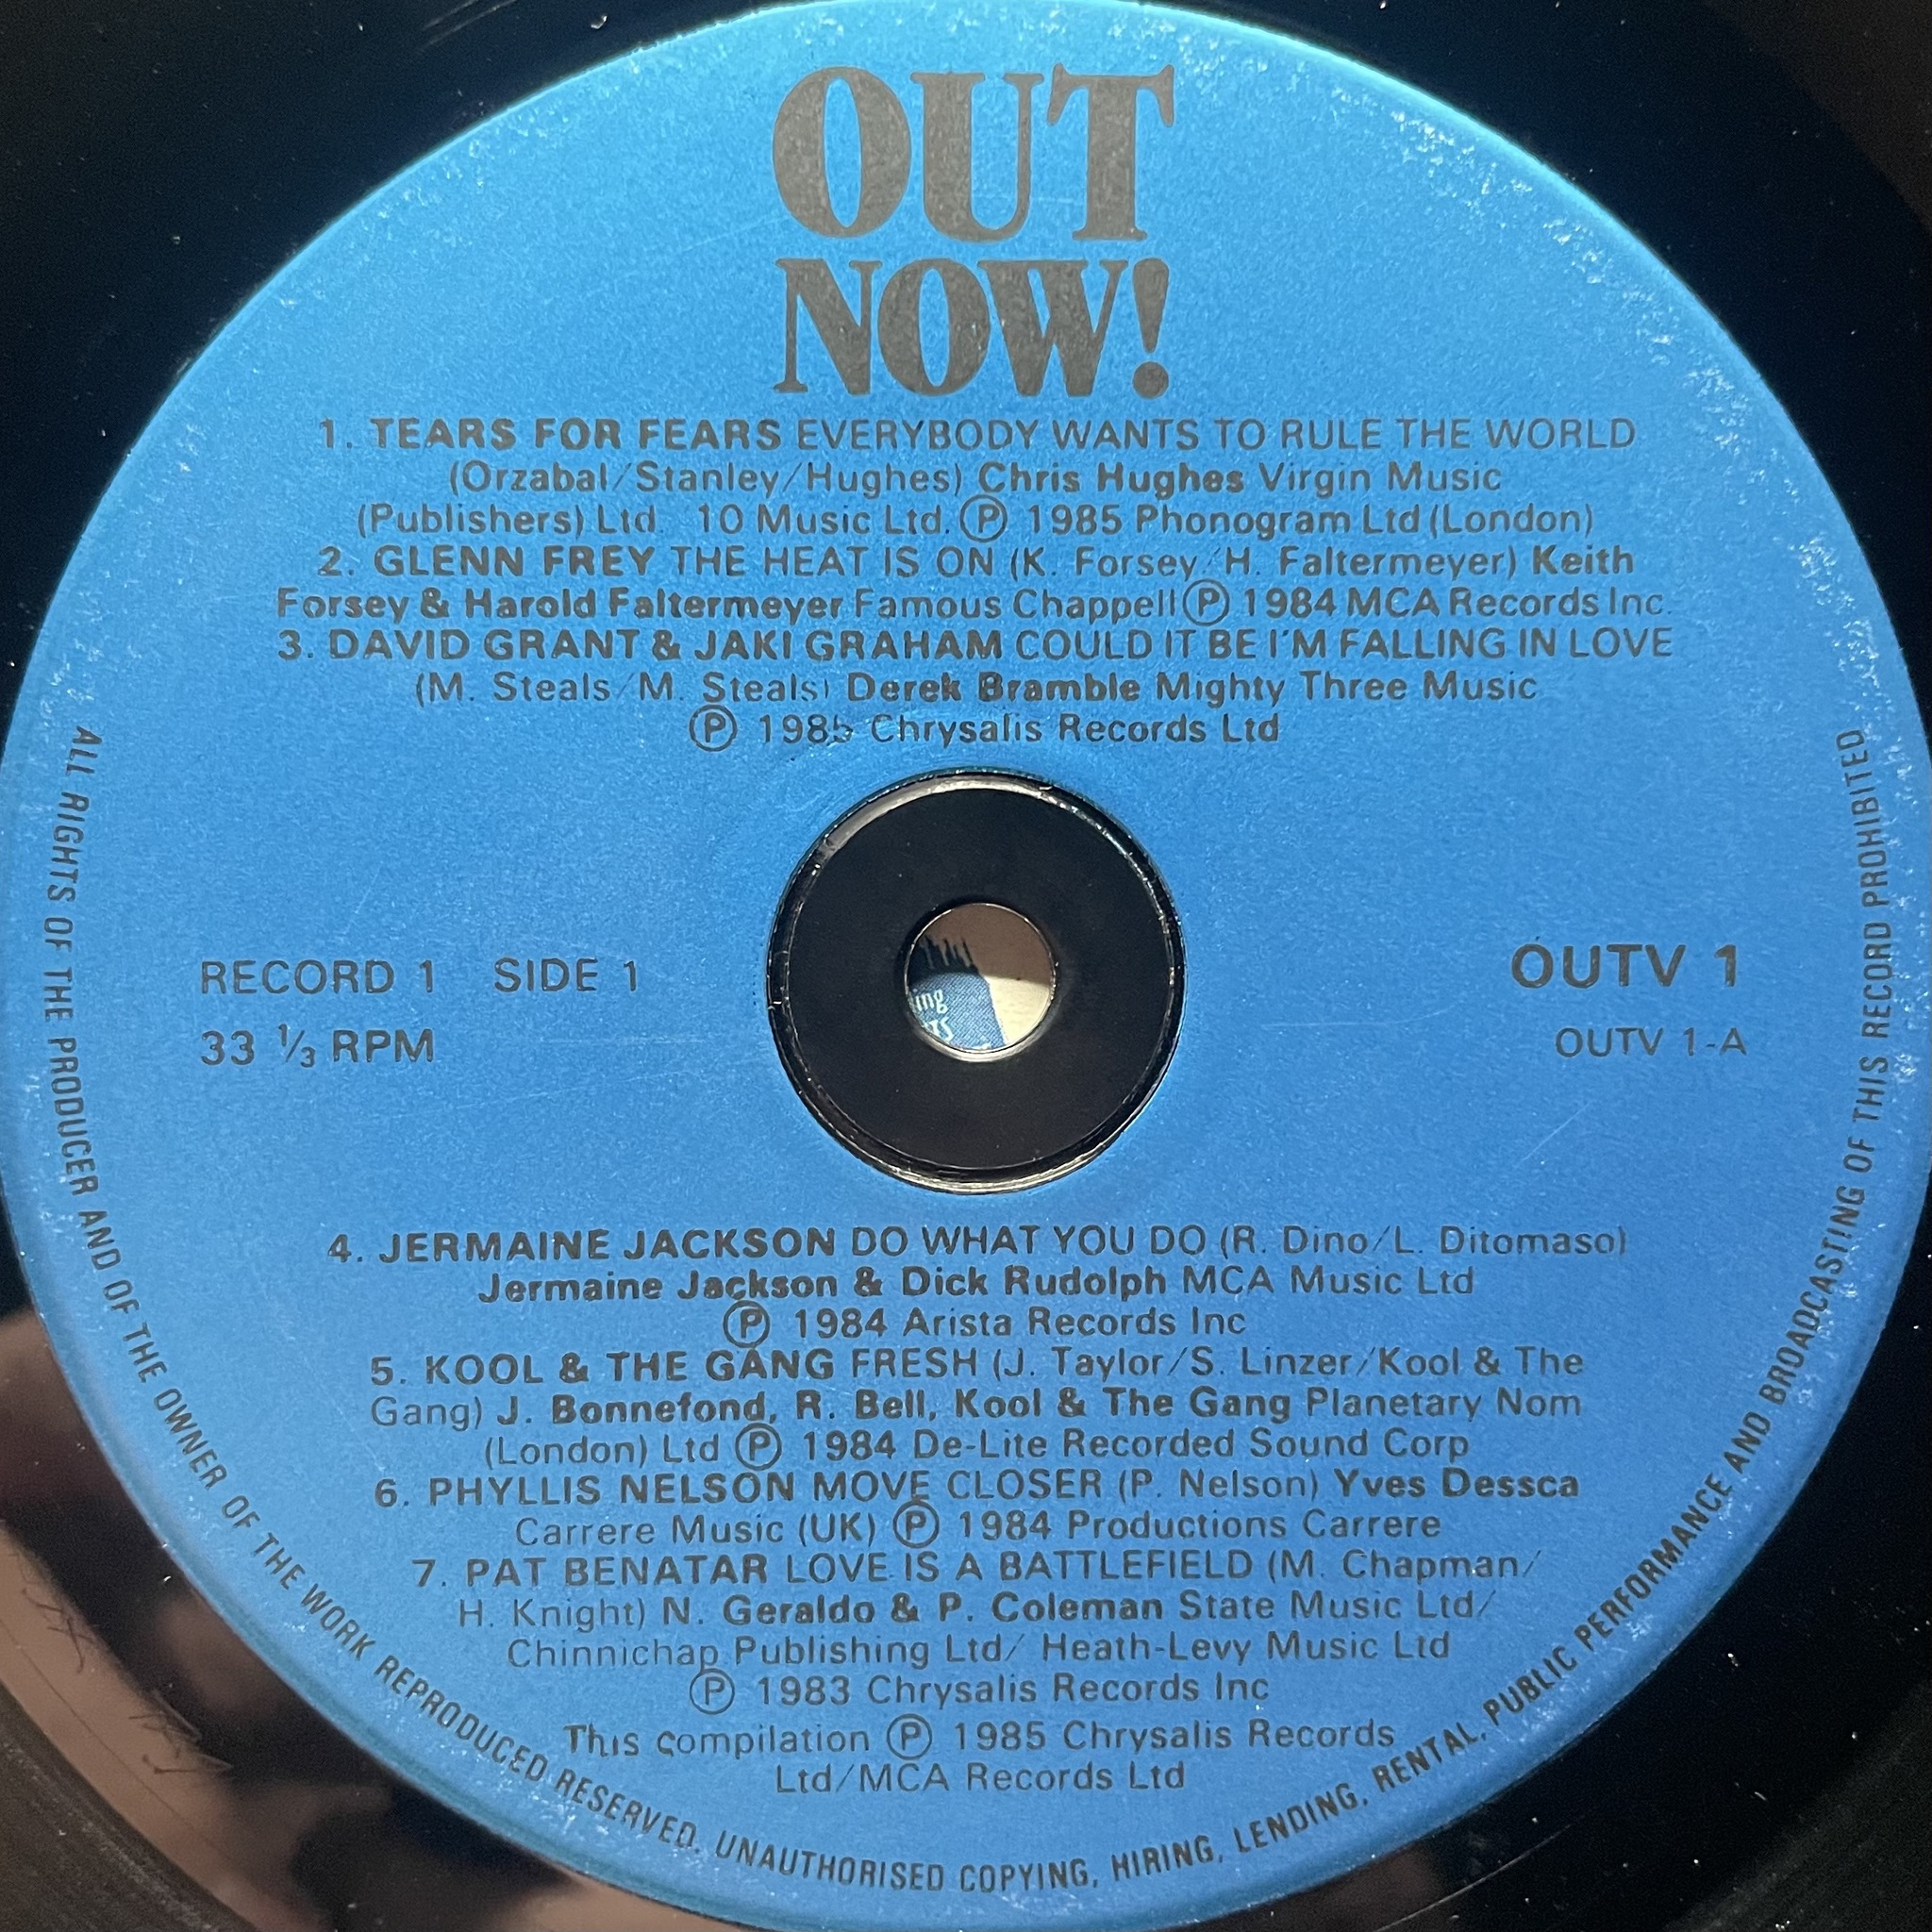 OUT
NOW!
1. TEARS FOR FEARS EVERYBODY WANTS TO RULE THE WORLD
(Orzabal/Stanley/Hughes) Chris Hughes Virgin Music
(Publishers) Ltd. 10 Music Ltd. ℗ 1985 Phonogram Ltd (London)
2. GLENN FREY THE HEAT IS ON (K. Forsey/H. Faltermeyer) Keith
Forsey & Harold Faltermeyer Famous Chappell ℗ 1984 MCA Records Inc.
3. DAVID GRANT & JAKI GRAHAM COULD IT BE I'M FALLING IN LOVE
(M. Steals/M. Steals) Derek Bramble Mighty Three Music
℗ 1985 Chrysalis Records Ltd
RECORD 1 SIDE 1
33 ⅓ RPM
OUTV 1
OUTV 1-A
ing
TS
4. JERMAINE JACKSON DO WHAT YOU DO (R. Dino/L. Ditomaso)
Jermaine Jackson & Dick Rudolph MCA Music Ltd
℗ 1984 Arista Records Inc
5. KOOL & THE GANG FRESH (J. Taylor/S. Linzer/Kool & The
Gang) J. Bonnefond, R. Bell, Kool & The Gang Planetary Nom
(London) Ltd ℗ 1984 De-Lite Recorded Sound Corp
6. PHYLLIS NELSON MOVE CLOSER (P. Nelson) Yves Dessca
Carrere Music (UK) ℗ 1984 Productions Carrere
7. PAT BENATAR LOVE IS A BATTLEFIELD (M. Chapman/
H. Knight) N. Geraldo & P. Coleman State Music Ltd/
Chinnichap Publishing Ltd/ Heath-Levy Music Ltd
℗ 1983 Chrysalis Records Inc
This compilation ℗ 1985 Chrysalis Records
Ltd/MCA Records Ltd
ALL RIGHTS OF THE PRODUCER AND OF THE OWNER OF THE WORK REPRODUCED RESERVED. UNAUTHORISED COPYING, HIRING, LENDING, RENTAL, PUBLIC PERFORMANCE AND BROADCASTING OF THIS RECORD PROHIBITED